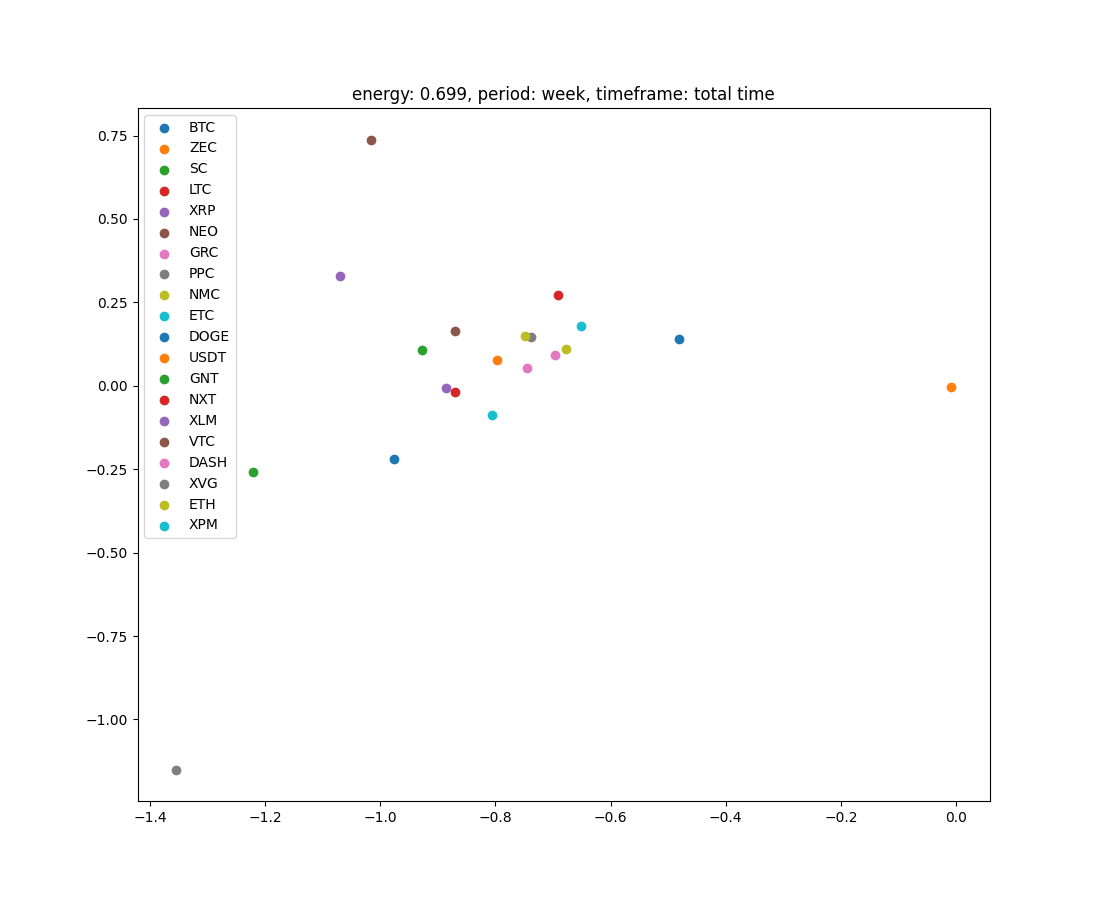 energy: 0.699, period: week, timeframe: total time
BTC
ZEC
SC
LTC
XRP
NEO
GRC
PPC
NMC
ETC
DOGE
USDT
GNT
NXT
XLM
VTC
DASH
XVG
ETH
XPM
0.75
0.50
0.25
0.00
−0.25
−0.50
−0.75
−1.00
−1.4 −1.2 −1.0 −0.8 −0.6 −0.4 −0.2 0.0